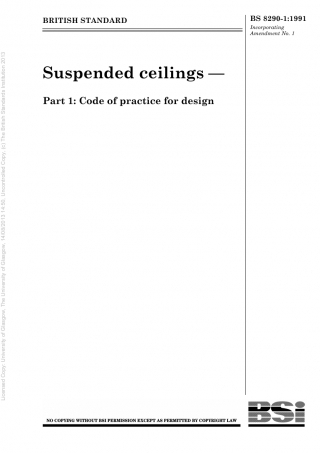 BRITISH STANDARD
BS 8290-1:1991
Incorporating
Amendment No. 1
Suspended ceilings —
Part 1: Code of practice for design
Licensed Copy: University of Glasgow, The University of Glasgow, 14/03/2013 14:05, Uncontrolled Copy, (c) The British Standards Institution 2013
NO COPYING WITHOUT BSI PERMISSION EXCEPT AS PERMITTED BY COPYRIGHT LAW
BSi